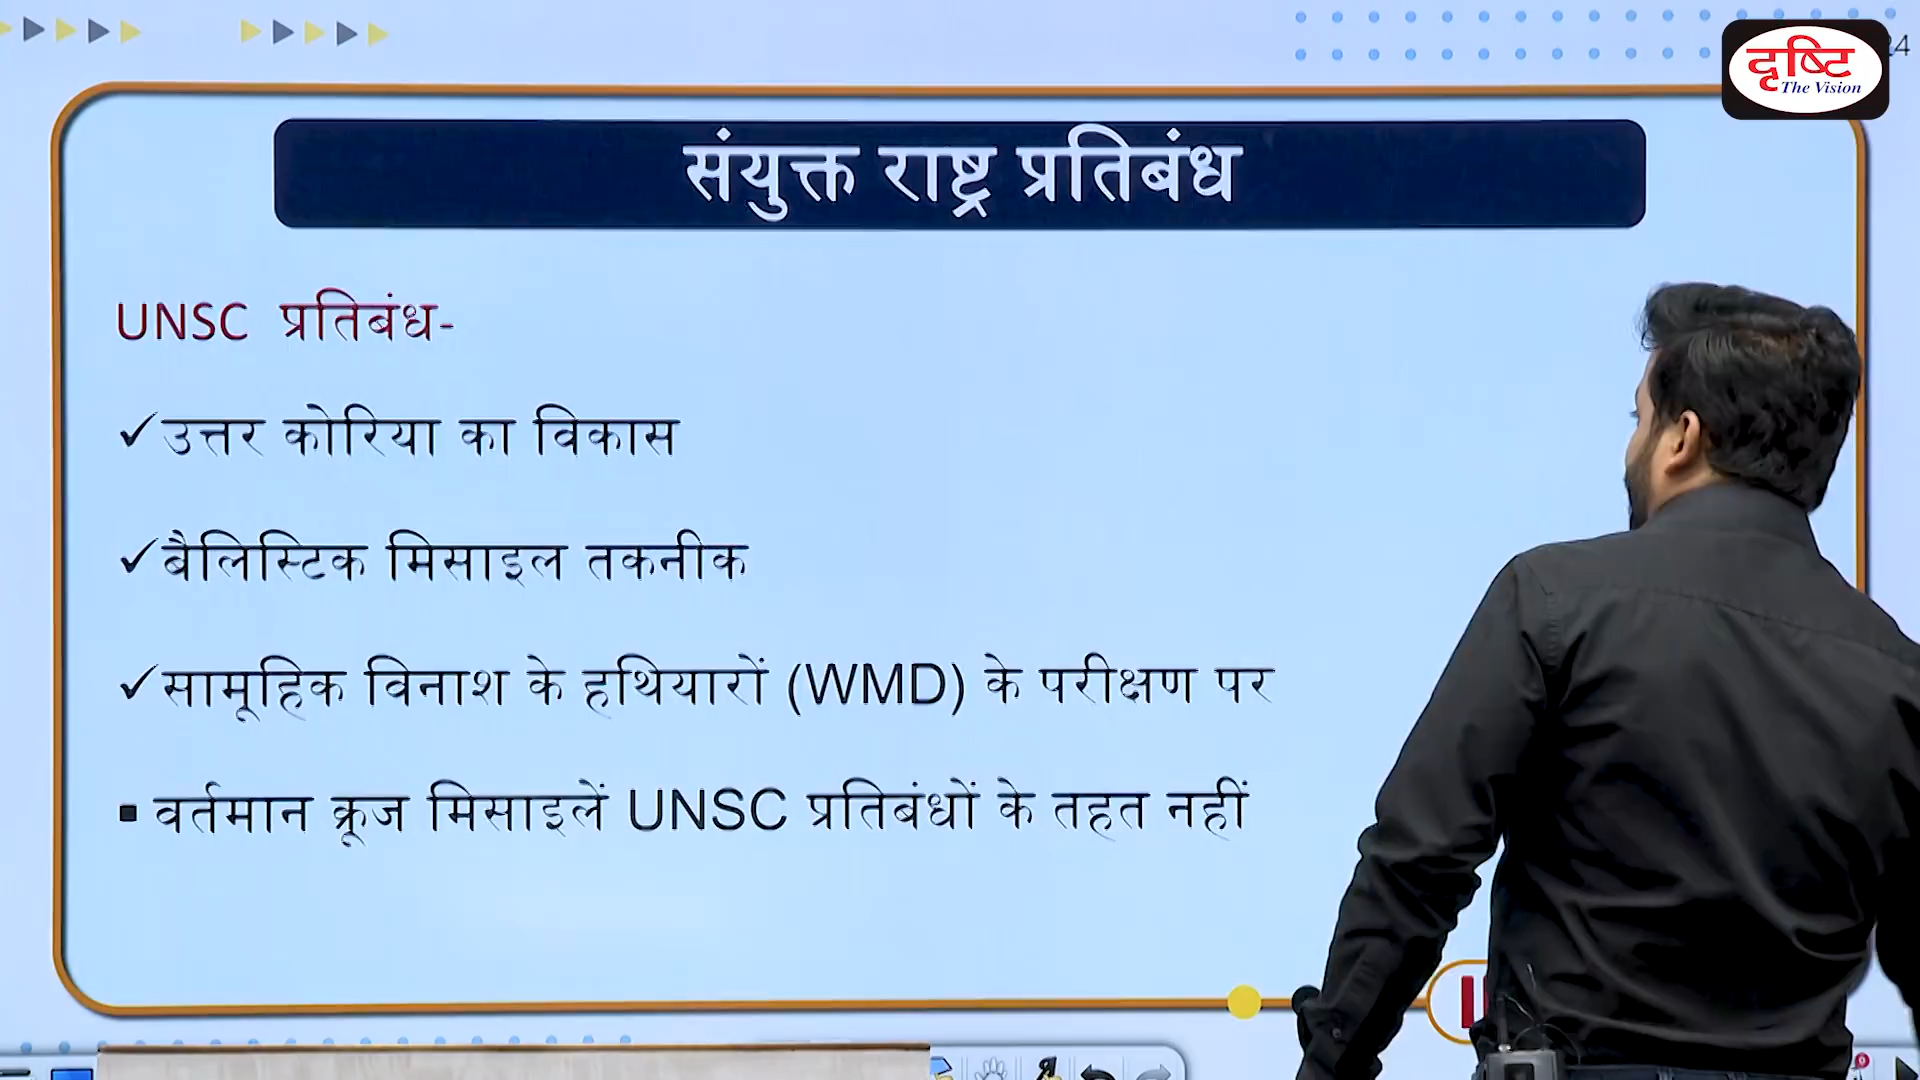 24
दृष्टि
The Vision
संयुक्त राष्ट्र प्रतिबंध
UNSC प्रतिबंध-
✓उत्तर कोरिया का विकास
✓बैलिस्टिक मिसाइल तकनीक
✓सामूहिक विनाश के हथियारों (WMD) के परीक्षण पर
▪ वर्तमान क्रूज मिसाइलें UNSC प्रतिबंधों के तहत नहीं